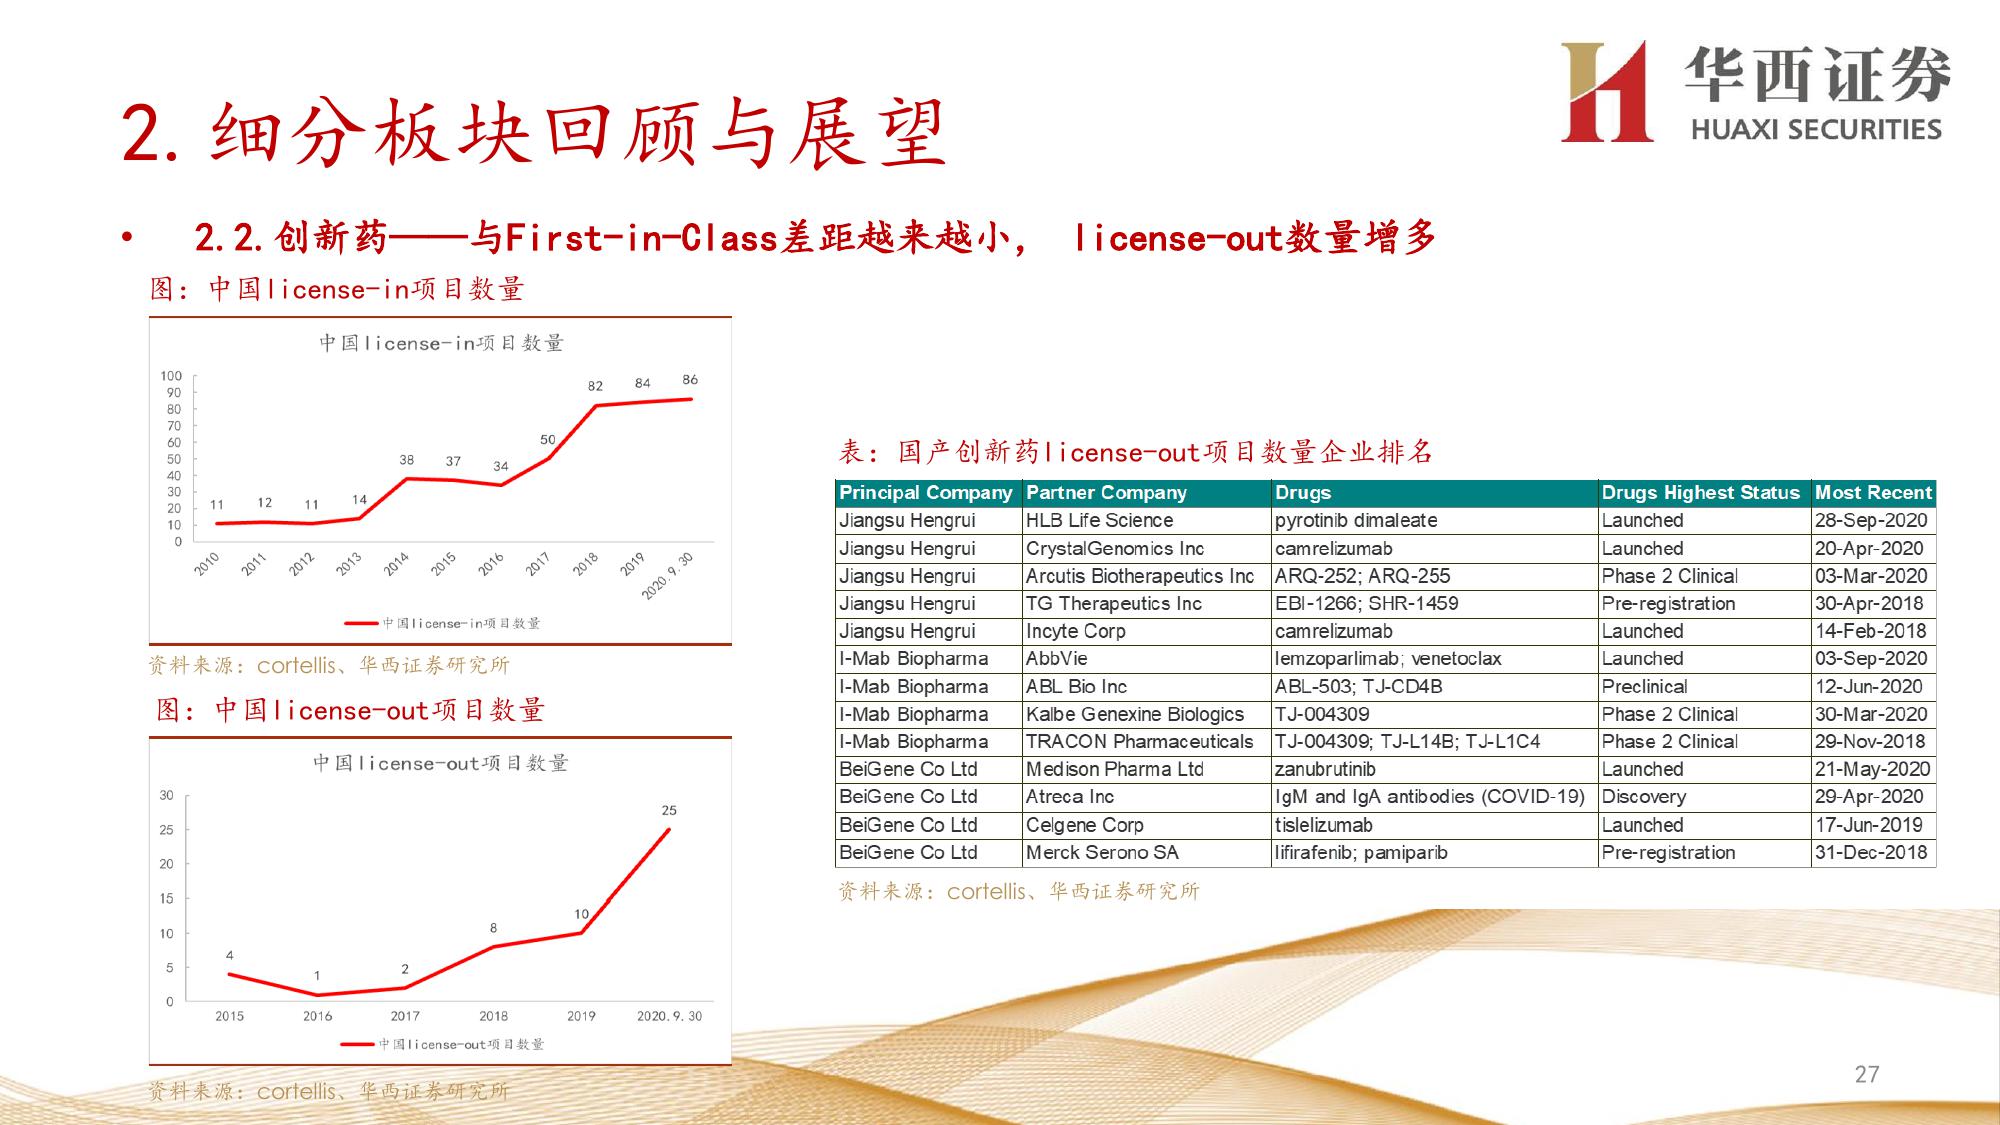 华西证券
HUAXI SECURITIES
2. 细分板块回顾与展望
• 2.2.创新药——与First-in-Class差距越来越小, license-out数量增多
图: 中国license-in项目数量
中国license-in项目数量
100
90
80
70
60
50
40
30
20
10
0
11 12 11 14 38 37 34 50 82 84 86
2010 2011 2012 2013 2014 2015 2016 2017 2018 2019 2020.9.30
中国license-in项目数量
资料来源: cortellis、华西证券研究所
图: 中国license-out项目数量
中国license-out项目数量
30
25
20
15
10
5
0
4 1 2 8 10 25
2015 2016 2017 2018 2019 2020.9.30
中国license-out项目数量
资料来源: cortellis、华西证券研究所
表: 国产创新药license-out项目数量企业排名
Principal Company Partner Company Drugs Drugs Highest Status Most Recent
Jiangsu Hengrui HLB Life Science pyrotinib dimaleate Launched 28-Sep-2020
Jiangsu Hengrui CrystalGenomics Inc camrelizumab Launched 20-Apr-2020
Jiangsu Hengrui Arcutis Biotherapeutics Inc ARQ-252; ARQ-255 Phase 2 Clinical 03-Mar-2020
Jiangsu Hengrui TG Therapeutics Inc EBI-1266; SHR-1459 Pre-registration 30-Apr-2018
Jiangsu Hengrui Incyte Corp camrelizumab Launched 14-Feb-2018
I-Mab Biopharma AbbVie lemzoparlimab; venetoclax Launched 03-Sep-2020
I-Mab Biopharma ABL Bio Inc ABL-503; TJ-CD4B Preclinical 12-Jun-2020
I-Mab Biopharma Kalbe Genexine Biologics TJ-004309 Phase 2 Clinical 30-Mar-2020
I-Mab Biopharma TRACON Pharmaceuticals TJ-004309; TJ-L14B; TJ-L1C4 Phase 2 Clinical 29-Nov-2018
BeiGene Co Ltd Medison Pharma Ltd zanubrutinib Launched 21-May-2020
BeiGene Co Ltd Atreca Inc IgM and IgA antibodies (COVID-19) Discovery 29-Apr-2020
BeiGene Co Ltd Celgene Corp tislelizumab Launched 17-Jun-2019
BeiGene Co Ltd Merck Serono SA lifirafenib; pamiparib Pre-registration 31-Dec-2018
资料来源: cortellis、华西证券研究所
27